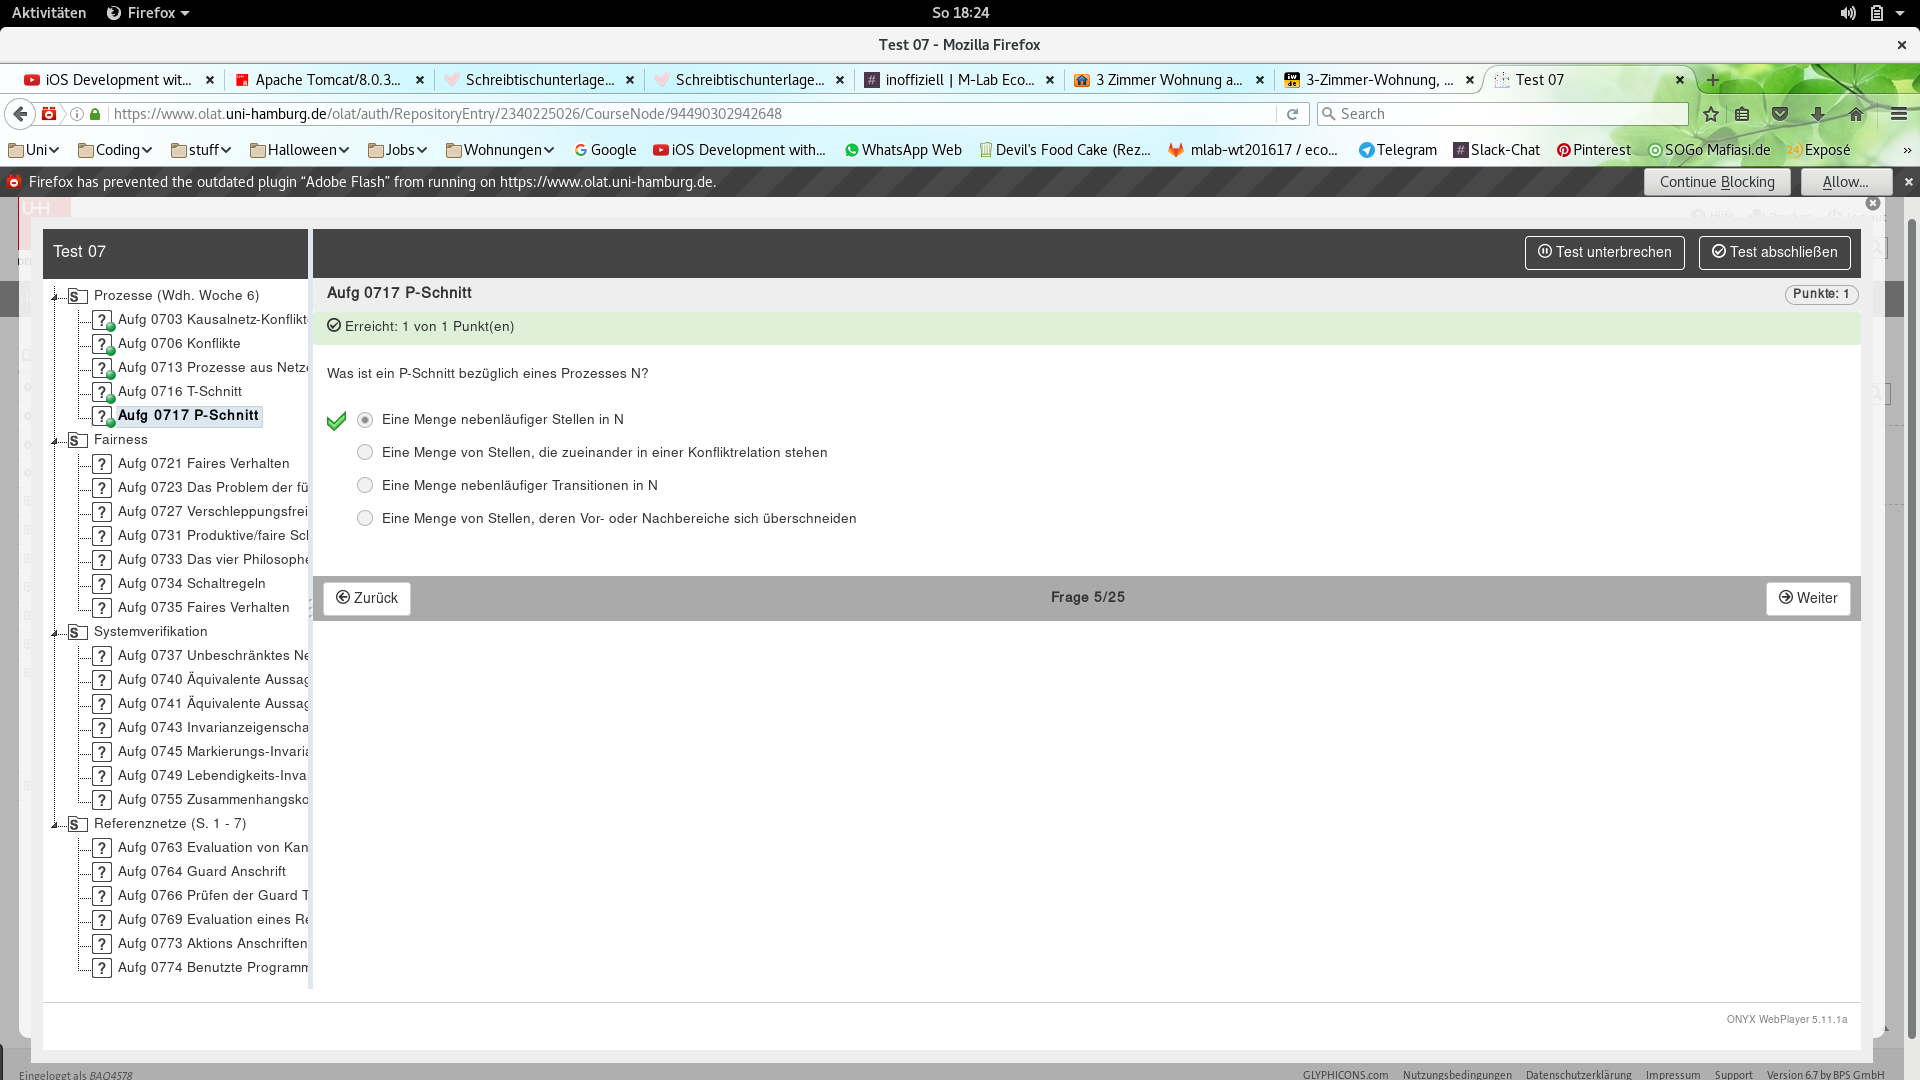 Aktivitäten Firefox So 18:24
Test 07 - Mozilla Firefox
iOS Development wit... Apache Tomcat/8.0.3... Schreibtischunterlage... Schreibtischunterlage... inoffiziell | M-Lab Eco... 3 Zimmer Wohnung a... 3-Zimmer-Wohnung, ... Test 07
https://www.olat.uni-hamburg.de/olat/auth/RepositoryEntry/2340225026/CourseNode/94490302942648 Search
Uni Coding stuff Halloween Jobs Wohnungen Google iOS Development with... WhatsApp Web Devil's Food Cake (Rez... mlab-wt201617 / eco... Telegram Slack-Chat Pinterest SOGo Mafiasi.de Exposé »
Firefox has prevented the outdated plugin “Adobe Flash” from running on https://www.olat.uni-hamburg.de. Continue Blocking Allow...
Test 07 Test unterbrechen Test abschließen
Prozesse (Wdh. Woche 6)
Aufg 0703 Kausalnetz-Konflikt
Aufg 0706 Konflikte
Aufg 0713 Prozesse aus Netz
Aufg 0716 T-Schnitt
Aufg 0717 P-Schnitt
Fairness
Aufg 0721 Faires Verhalten
Aufg 0723 Das Problem der fü
Aufg 0727 Verschleppungsfrei
Aufg 0731 Produktive/faire Sc
Aufg 0733 Das vier Philosophe
Aufg 0734 Schaltregeln
Aufg 0735 Faires Verhalten
Systemverifikation
Aufg 0737 Unbeschränktes Ne
Aufg 0740 Äquivalente Aussag
Aufg 0741 Äquivalente Aussag
Aufg 0743 Invarianzeigenscha
Aufg 0745 Markierungs-Invaria
Aufg 0749 Lebendigkeits-Inva
Aufg 0755 Zusammenhangsko
Referenznetze (S. 1 - 7)
Aufg 0763 Evaluation von Kan
Aufg 0764 Guard Anschrift
Aufg 0766 Prüfen der Guard T
Aufg 0769 Evaluation eines Re
Aufg 0773 Aktions Anschriften
Aufg 0774 Benutzte Programm
Aufg 0717 P-Schnitt Punkte: 1
Erreicht: 1 von 1 Punkt(en)
Was ist ein P-Schnitt bezüglich eines Prozesses N?
Eine Menge nebenläufiger Stellen in N
Eine Menge von Stellen, die zueinander in einer Konfliktrelation stehen
Eine Menge nebenläufiger Transitionen in N
Eine Menge von Stellen, deren Vor- oder Nachbereiche sich überschneiden
Zurück Frage 5/25 Weiter
ONYX WebPlayer 5.11.1a
Eingeloggt als BAQ4578 GLYPHICONS.com Nutzungsbedingungen Datenschutzerklärung Impressum Support Version 6.7 by BPS GmbH